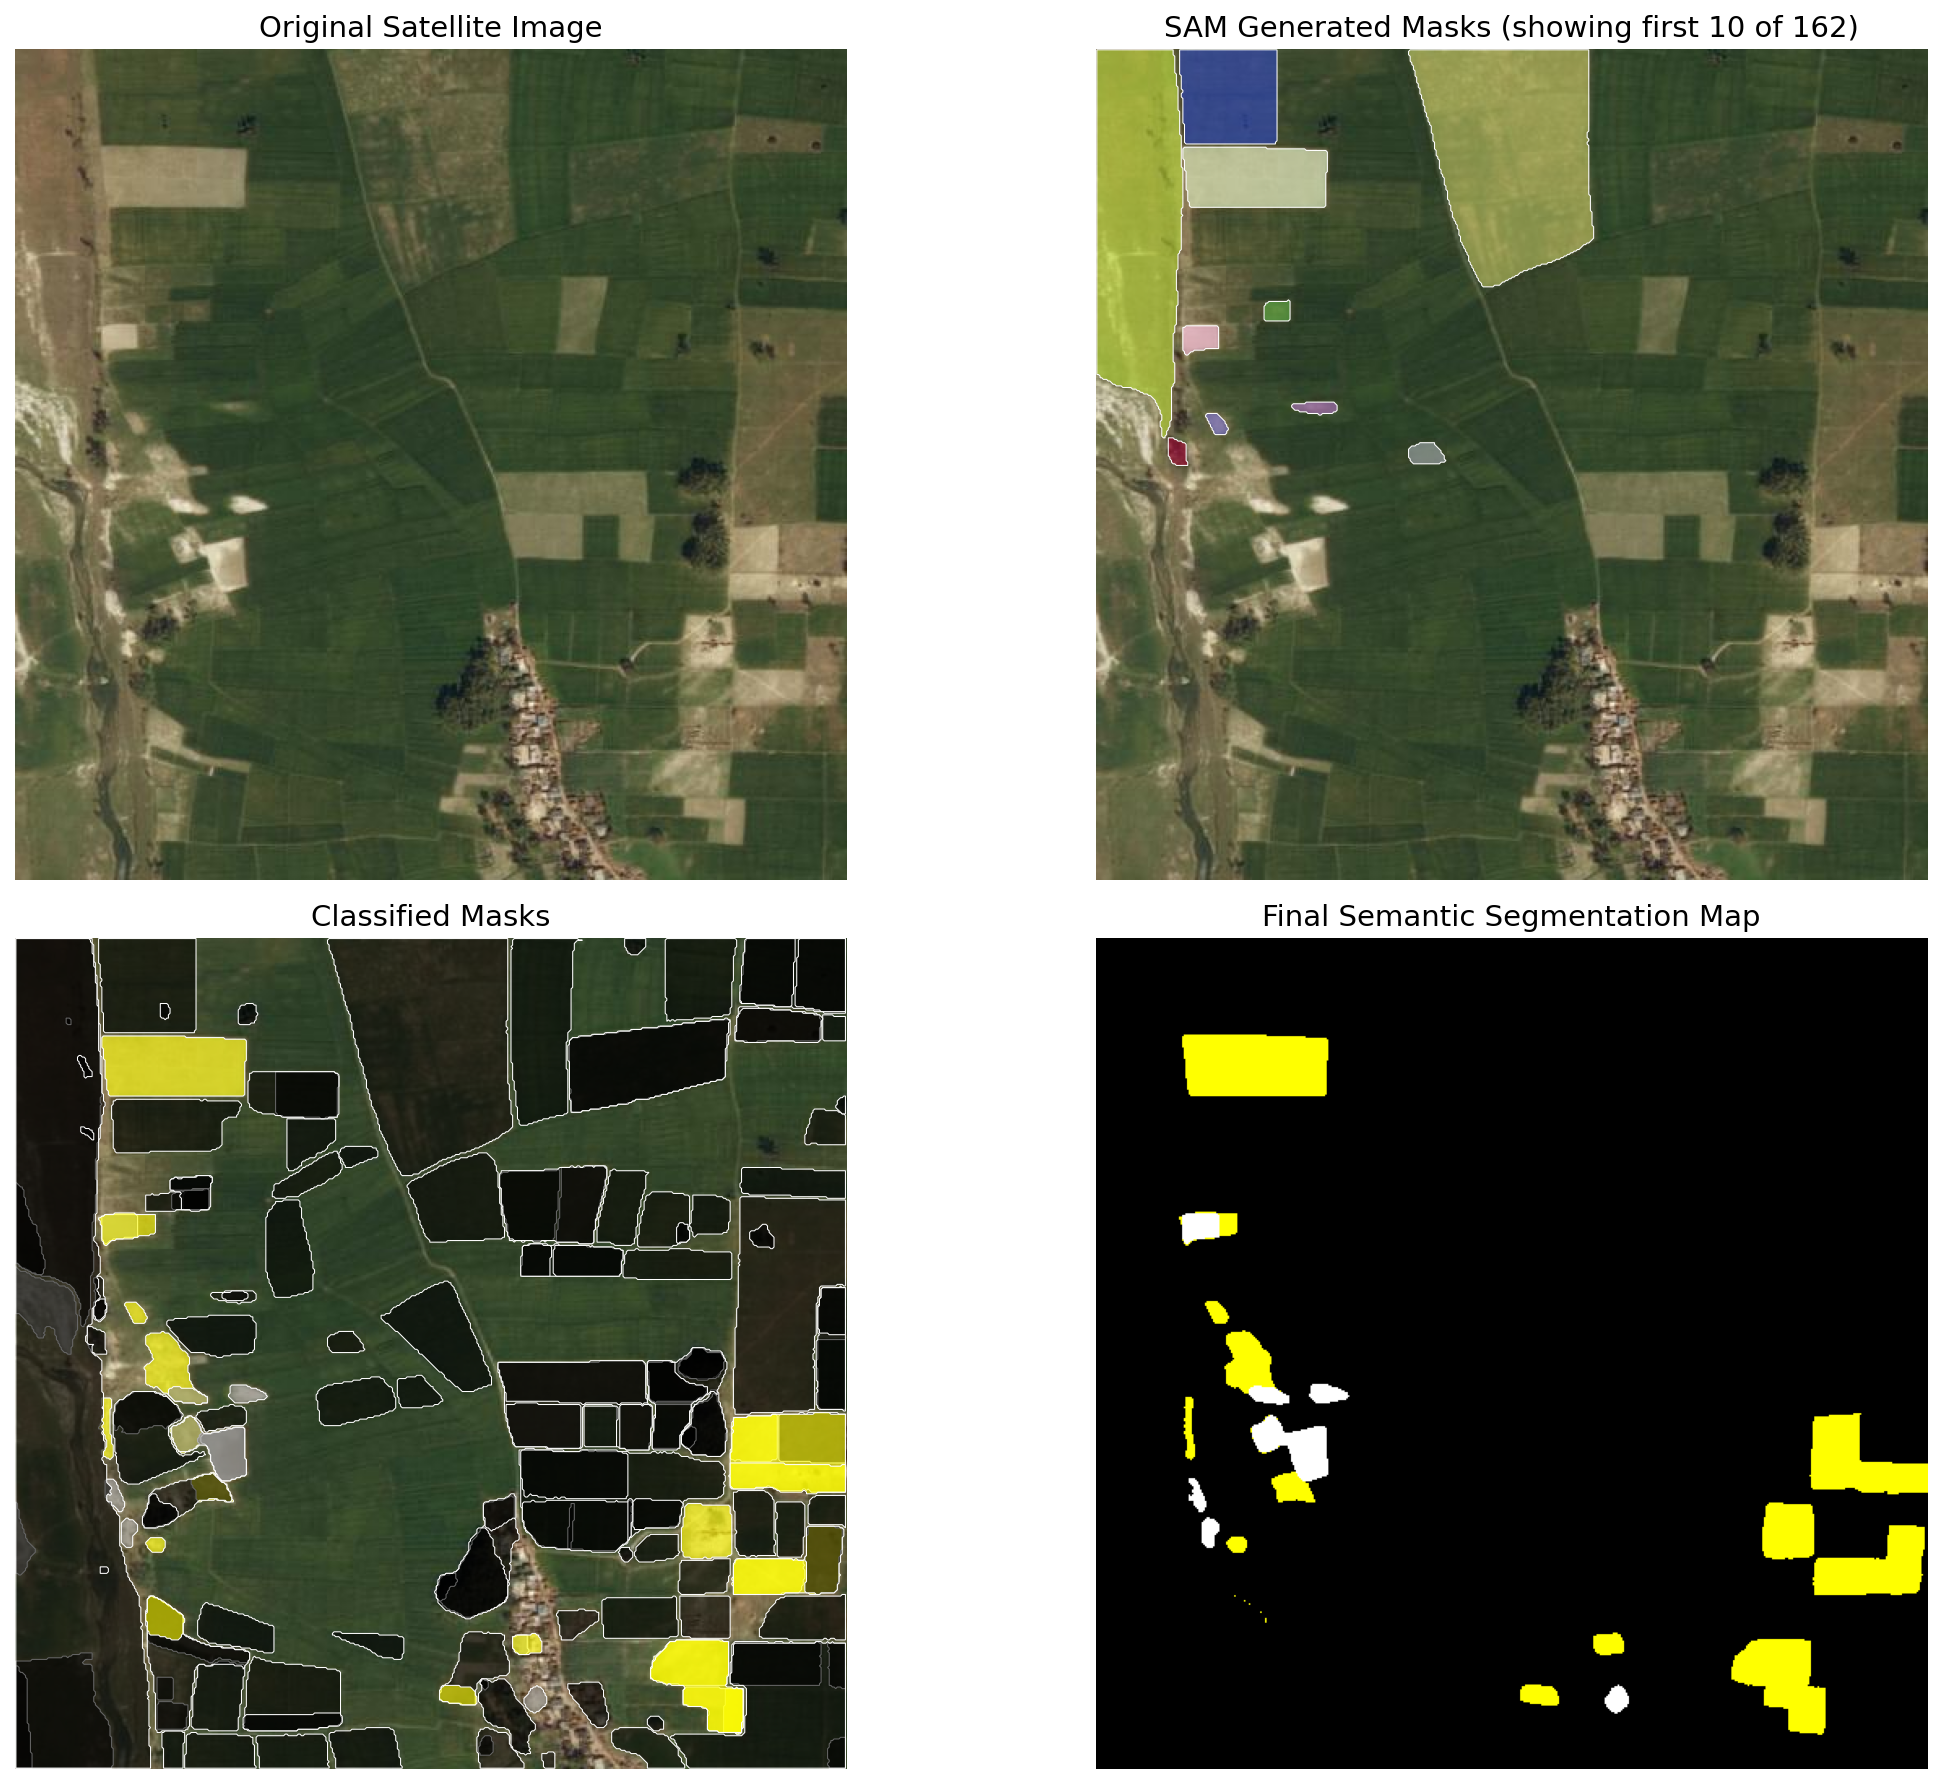 Original Satellite Image
SAM Generated Masks (showing first 10 of 162)
Classified Masks
Final Semantic Segmentation Map